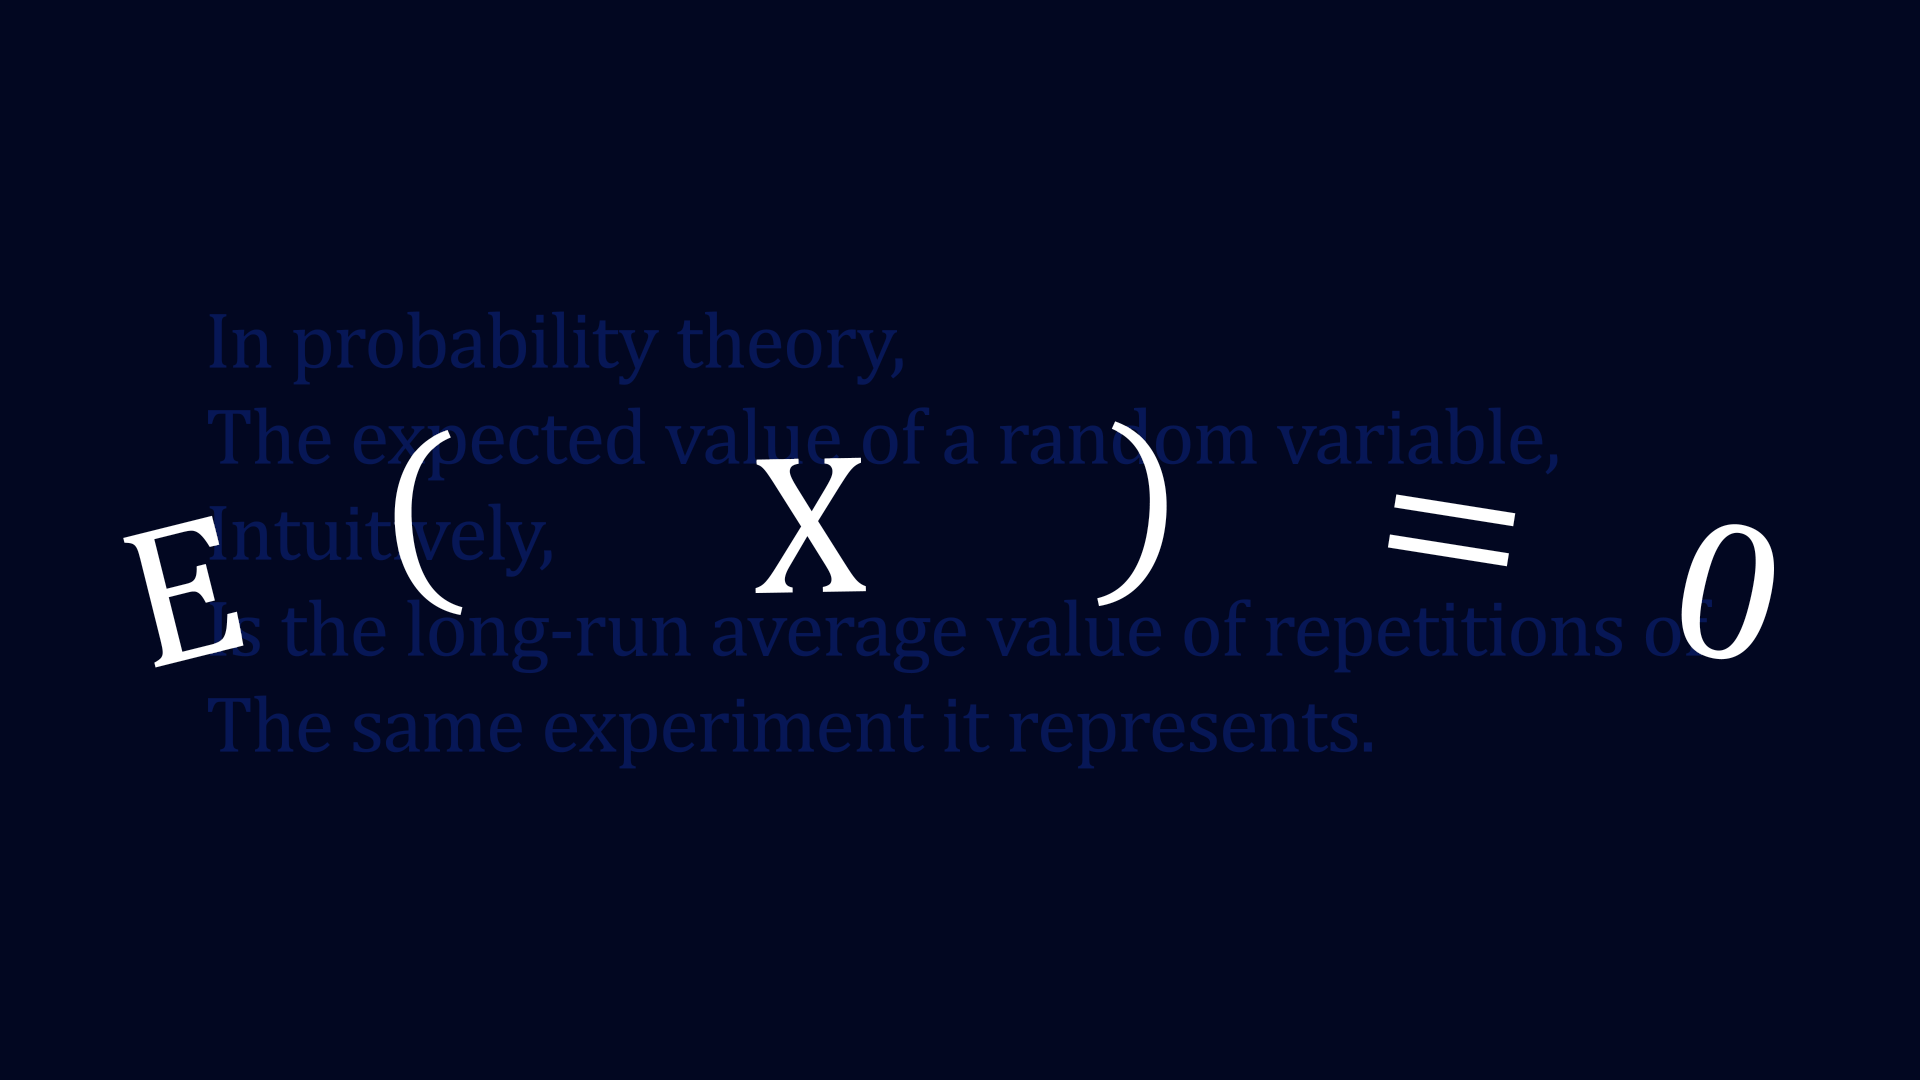 In probability theory,
The expected value of a random variable,
Intuitively,
Is the long-run average value of repetitions of
The same experiment it represents.
E ( X ) = 0